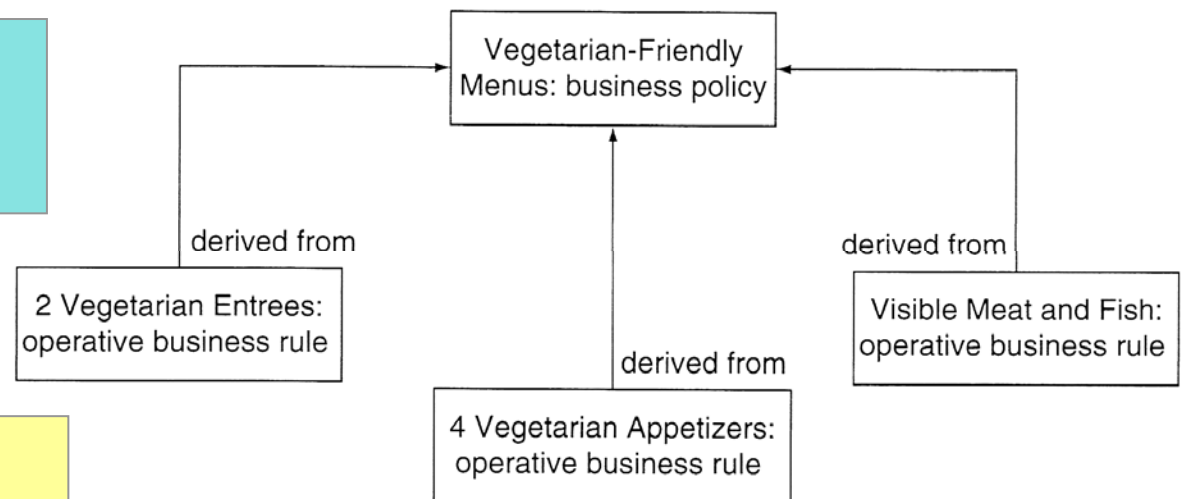 Vegetarian-Friendly
Menus: business policy
derived from
derived from
2 Vegetarian Entrees:
operative business rule
Visible Meat and Fish:
operative business rule
derived from
4 Vegetarian Appetizers:
operative business rule